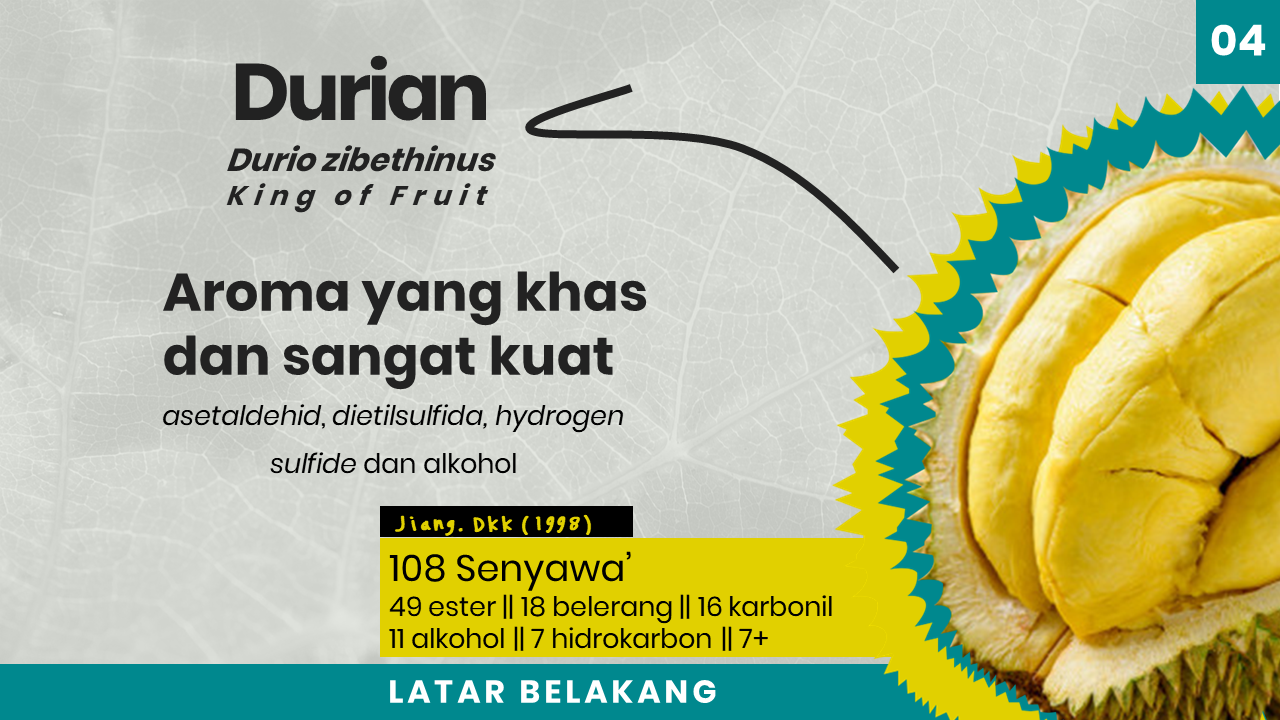 04
Durian
Durio zibethinus
King of Fruit
Aroma yang khas
dan sangat kuat
asetaldehid, dietilsulfida, hydrogen
sulfide dan alkohol
Jiang. Dkk (1998)
108 Senyawa’
49 ester || 18 belerang || 16 karbonil
11 alkohol || 7 hidrokarbon || 7+
LATAR BELAKANG